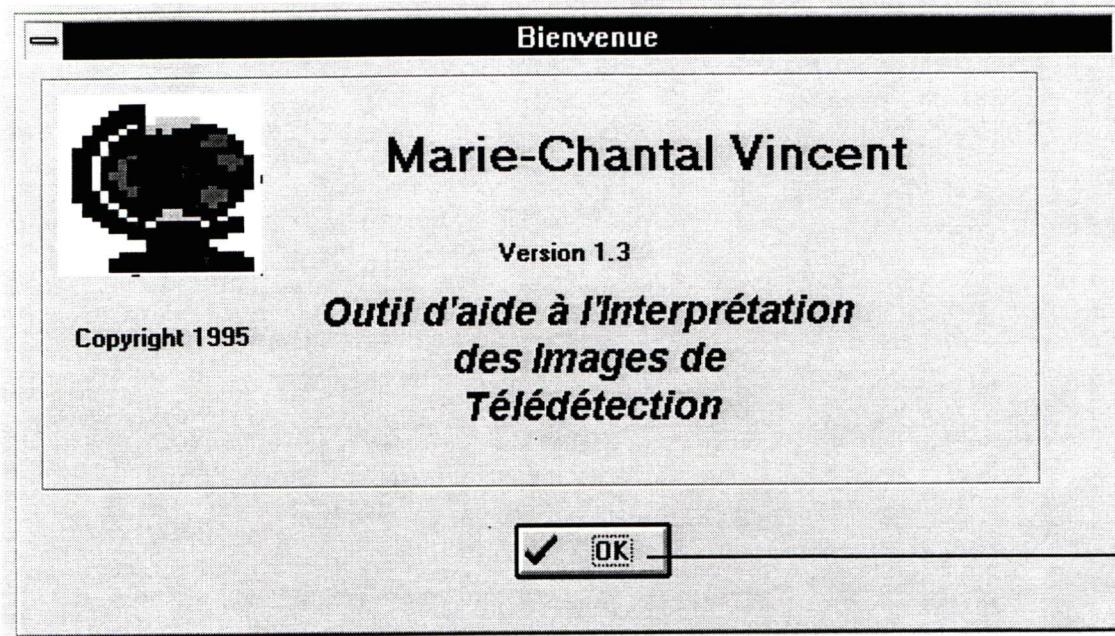 Bienvenue
Marie-Chantal Vincent
Version 1.3
Copyright 1995
Outil d'aide à l'Interprétation
des Images de
Télédétection
OK